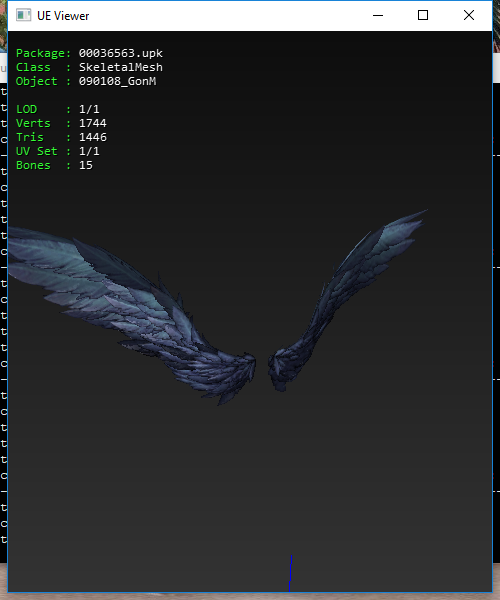 UE Viewer
Package: 00036563.upk
Class  : SkeletalMesh
Object : 090108_GonM
LOD    : 1/1
Verts  : 1744
Tris   : 1446
UV Set : 1/1
Bones  : 15